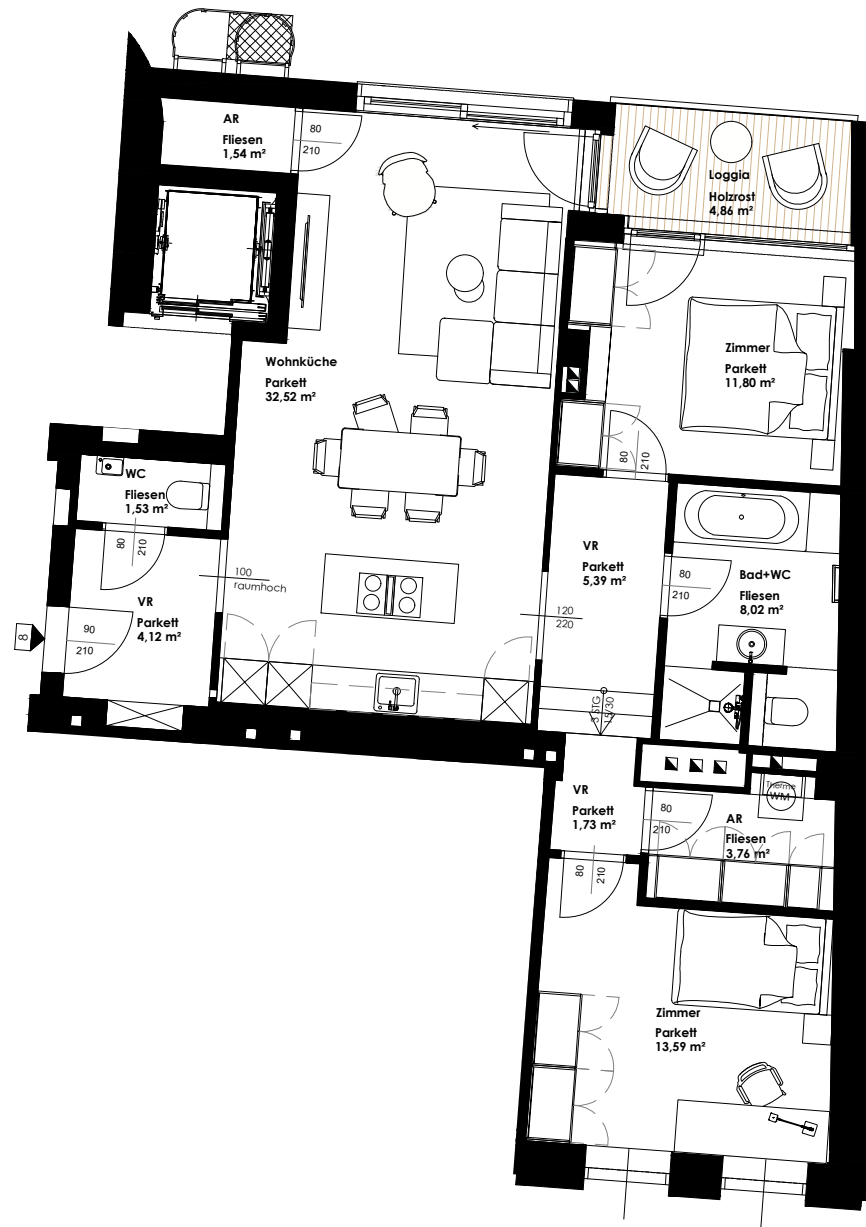 AR
Fliesen
1,54 m²
80
210
Loggia
Holzrost
4,86 m²
Wohnküche
Parkett
32,52 m²
Zimmer
Parkett
11,80 m²
80
210
WC
Fliesen
1,53 m²
80
210
VR
Parkett
4,12 m²
90
210
8
100
raumhoch
VR
Parkett
5,39 m²
120
220
80
210
Bad+WC
Fliesen
8,02 m²
3 STG
15/30
VR
Parkett
1,73 m²
80
210
Therme
WM
AR
Fliesen
3,76 m²
80
210
Zimmer
Parkett
13,59 m²